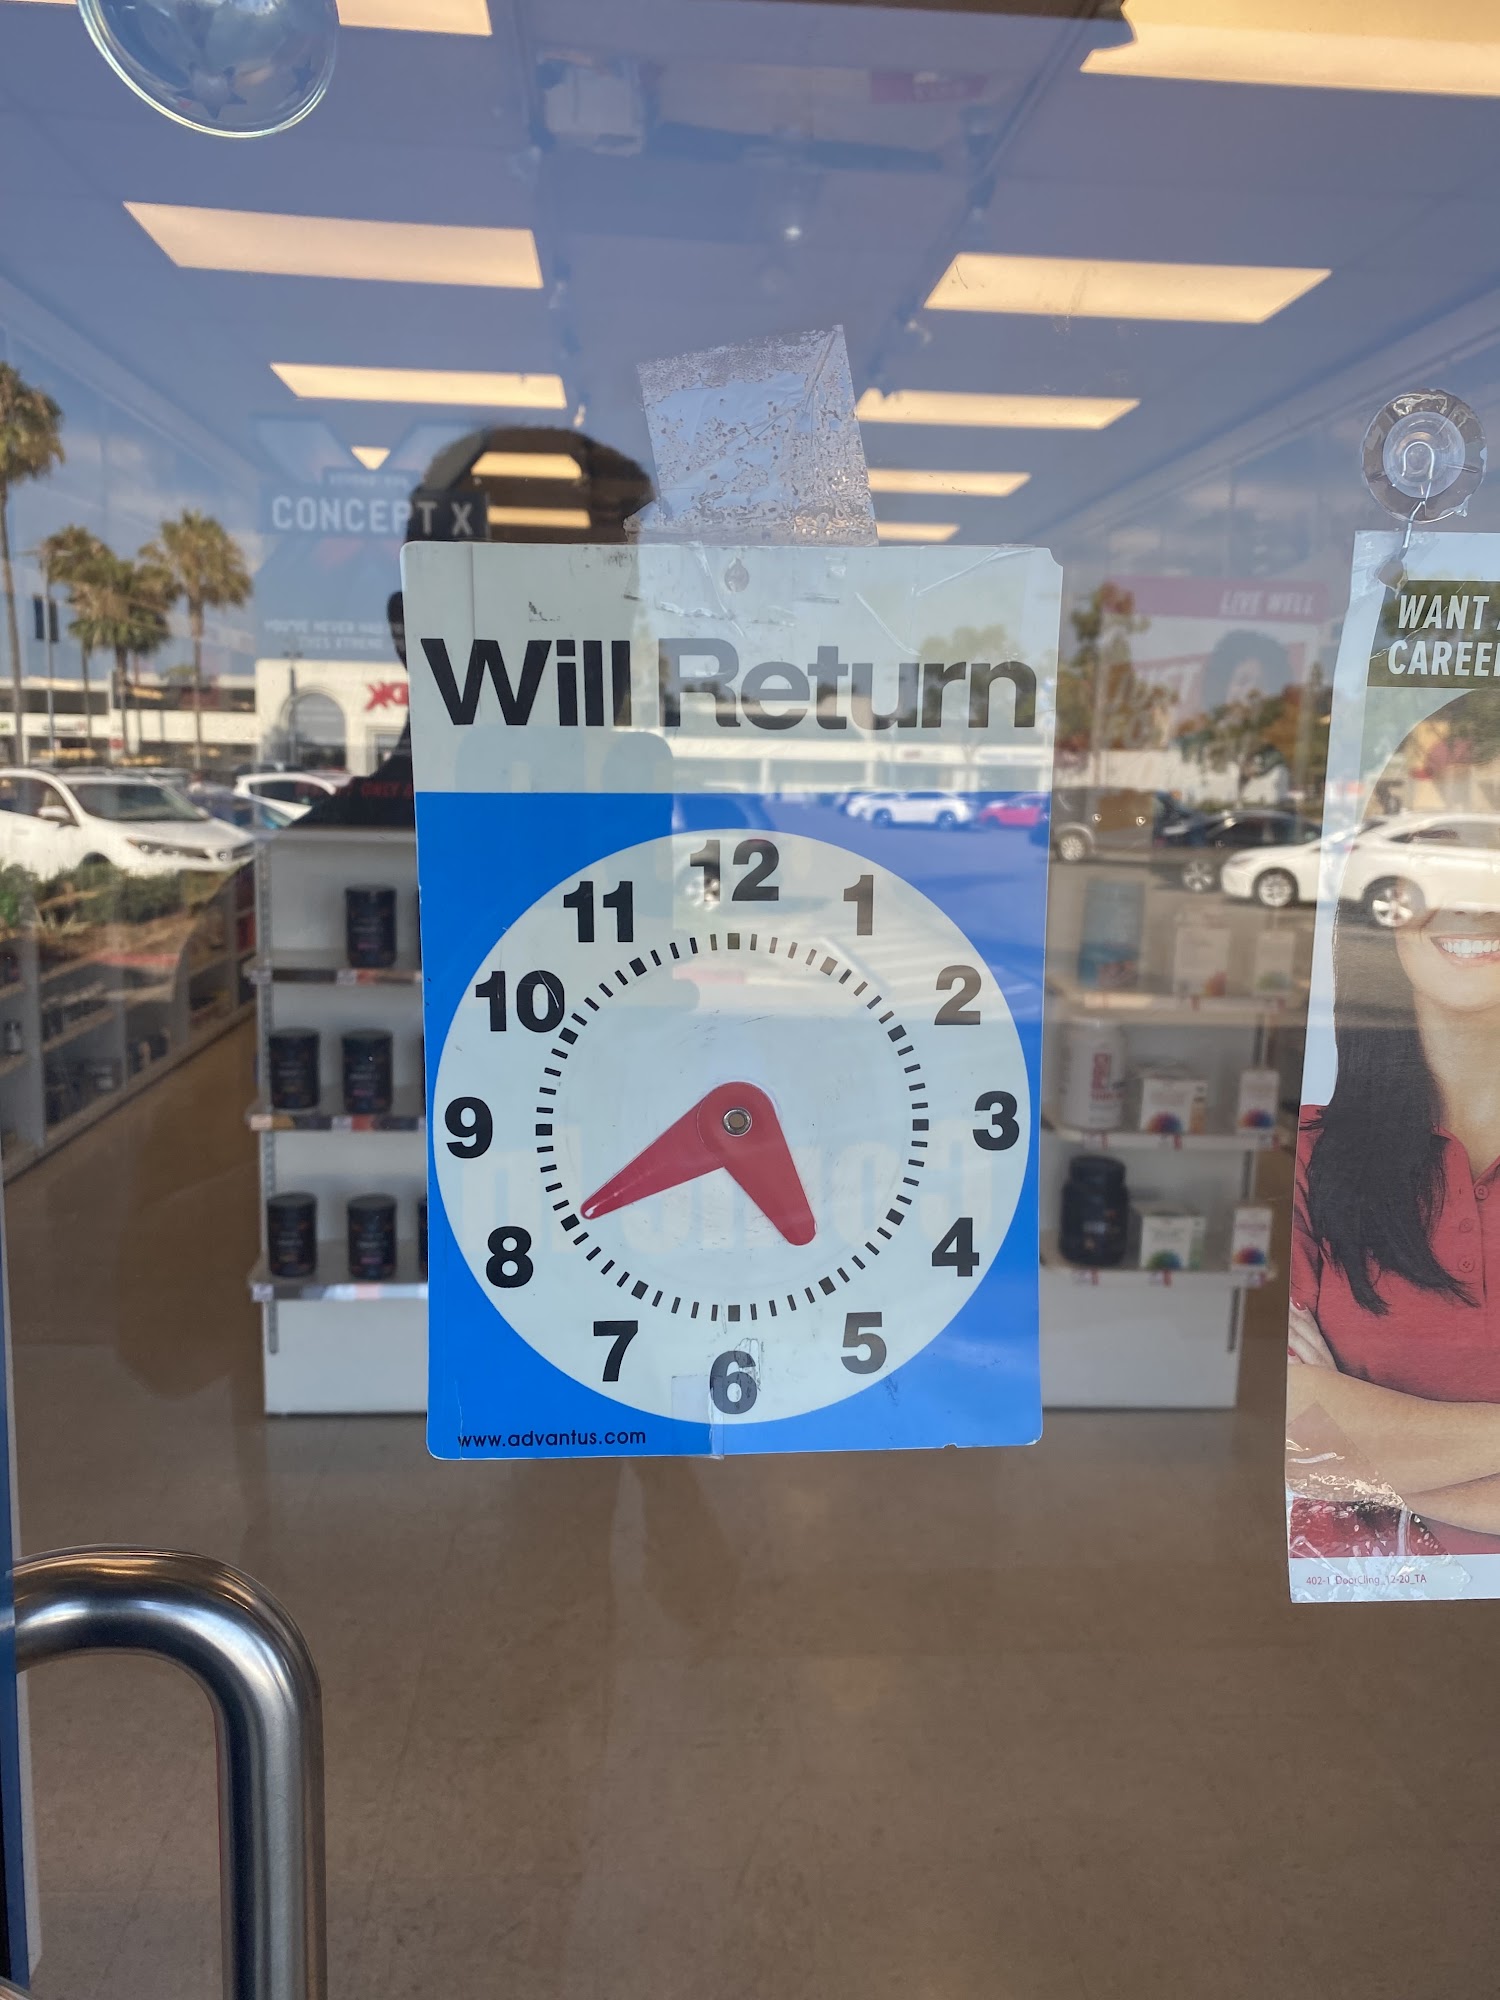 CONCEPT X
WANT
CAREE
LIVE WELL
Will Return
12
11
1
10
2
9
3
8
4
7
5
6
www.advantus.com